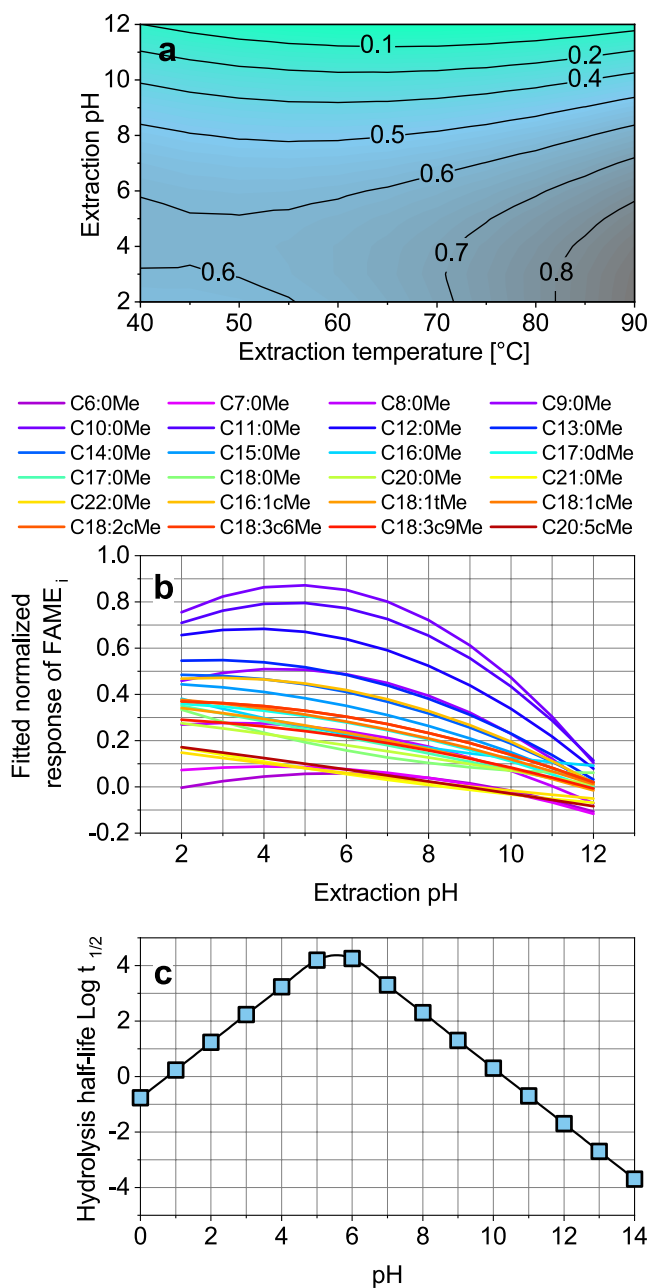 a
0.1
0.2
0.4
0.5
0.6
0.7
0.6
0.8
12
10
8
6
4
2
Extraction pH
40 50 60 70 80 90
Extraction temperature [°C]
C6:0Me C7:0Me C8:0Me C9:0Me
C10:0Me C11:0Me C12:0Me C13:0Me
C14:0Me C15:0Me C16:0Me C17:0dMe
C17:0Me C18:0Me C20:0Me C21:0Me
C22:0Me C16:1cMe C18:1tMe C18:1cMe
C18:2cMe C18:3c6Me C18:3c9Me C20:5cMe
b
1.0
0.8
0.6
0.4
0.2
0.0
-0.2
Fitted normalized
response of FAME i
2 4 6 8 10 12
Extraction pH
c
4
2
0
-2
-4
Hydrolysis half-life Log t 1/2
0 2 4 6 8 10 12 14
pH